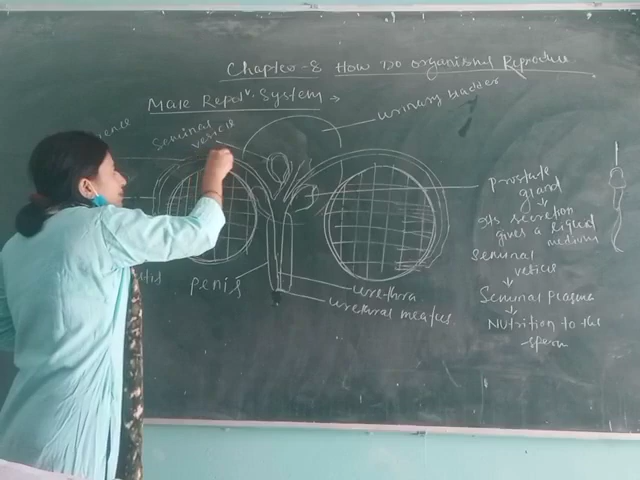 Chapter-8 How Do organisms Reproduce
Male Repdv. System →
urinary bladder
Seminal
vesicle
penis
urethra
urethral meatus
prostate
gland
↓
Its secretion
gives a liquid
medium
Seminal
vesicle
↓
Seminal plasma
↓
Nutrition to the
sperm